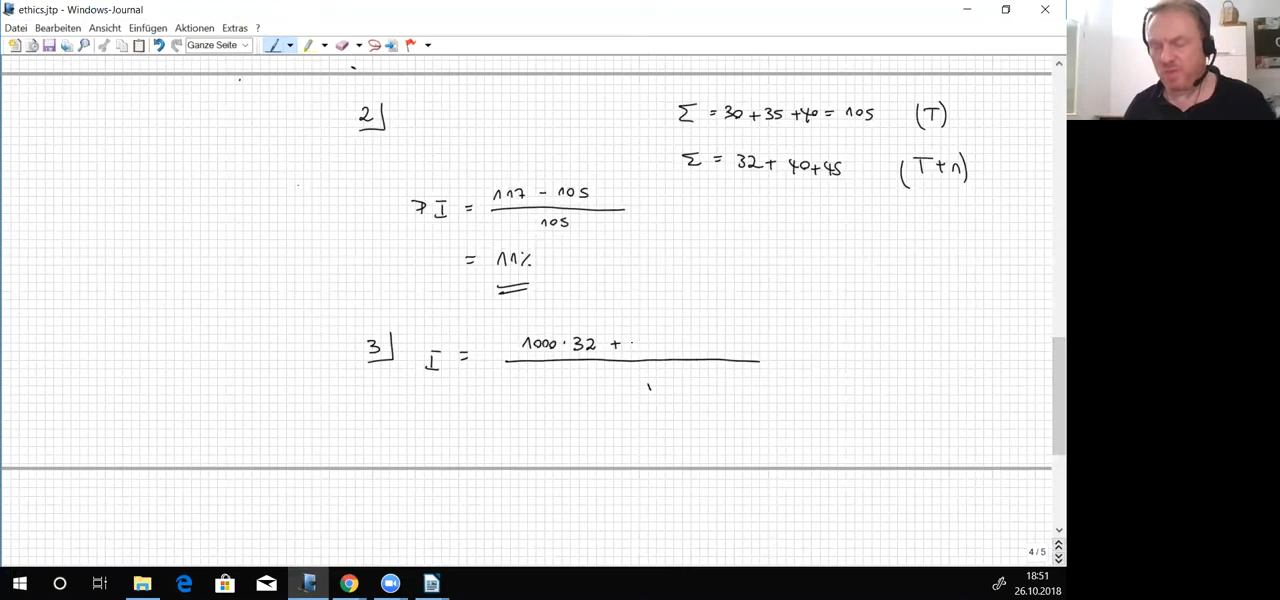 ethics.jtp - Windows-Journal
Datei Bearbeiten Ansicht Einfügen Aktionen Extras ?
Ganze Seite
2
Σ = 30 + 35 + 40 = 105 (T)
Σ = 32 + 40 + 45 (T + 1)
I = 117 - 105
105
= 11%
3 I = 1000 · 32 +
4 / 5
18:51
26.10.2018